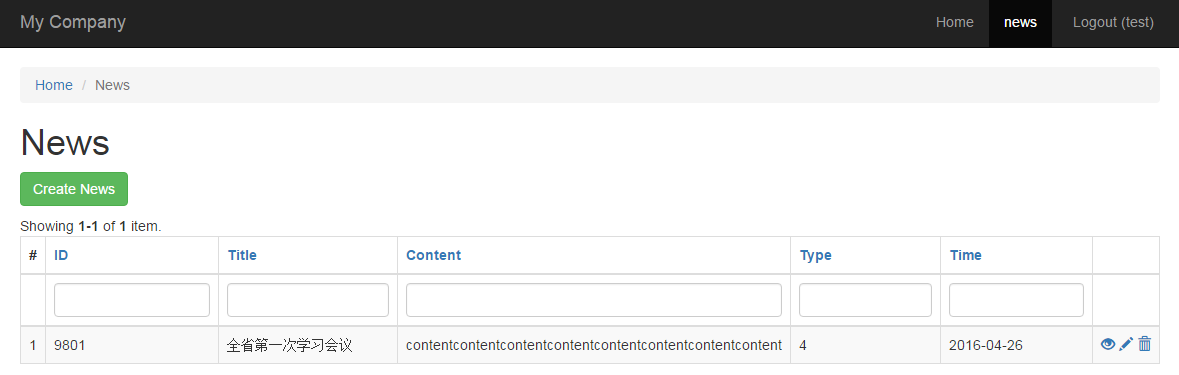 My Company Home news Logout (test)
Home / News
News
Create News
Showing 1-1 of 1 item.
# ID Title Content Type Time
1 9801 全省第一次学习会议 contentcontentcontentcontentcontentcontentcontentcontent 4 2016-04-26